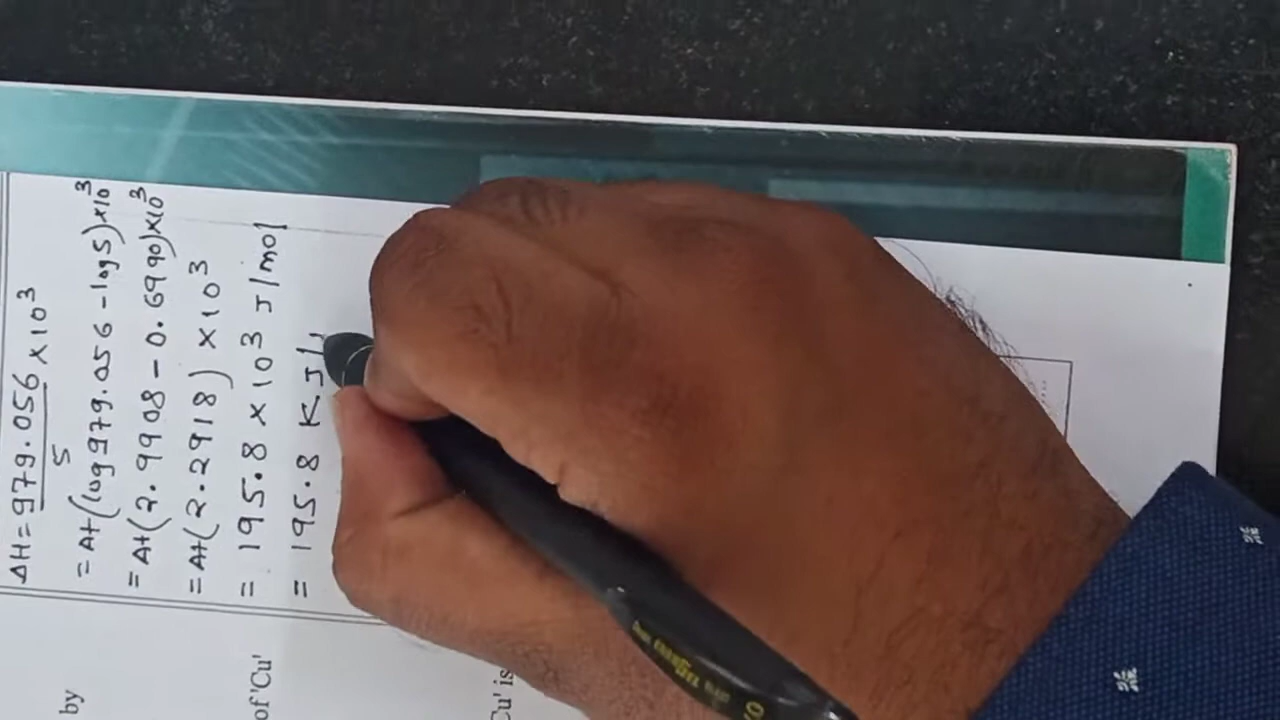 ΔH = 979.056 × 10³
5
= At(log 979.056 - log 5) × 10³
= At(2.9908 - 0.6990) × 10³
= At(2.2918) × 10³
= 195.8 × 10³ J/mol
= 195.8 KJ/
by
of 'Cu'
Cu' is